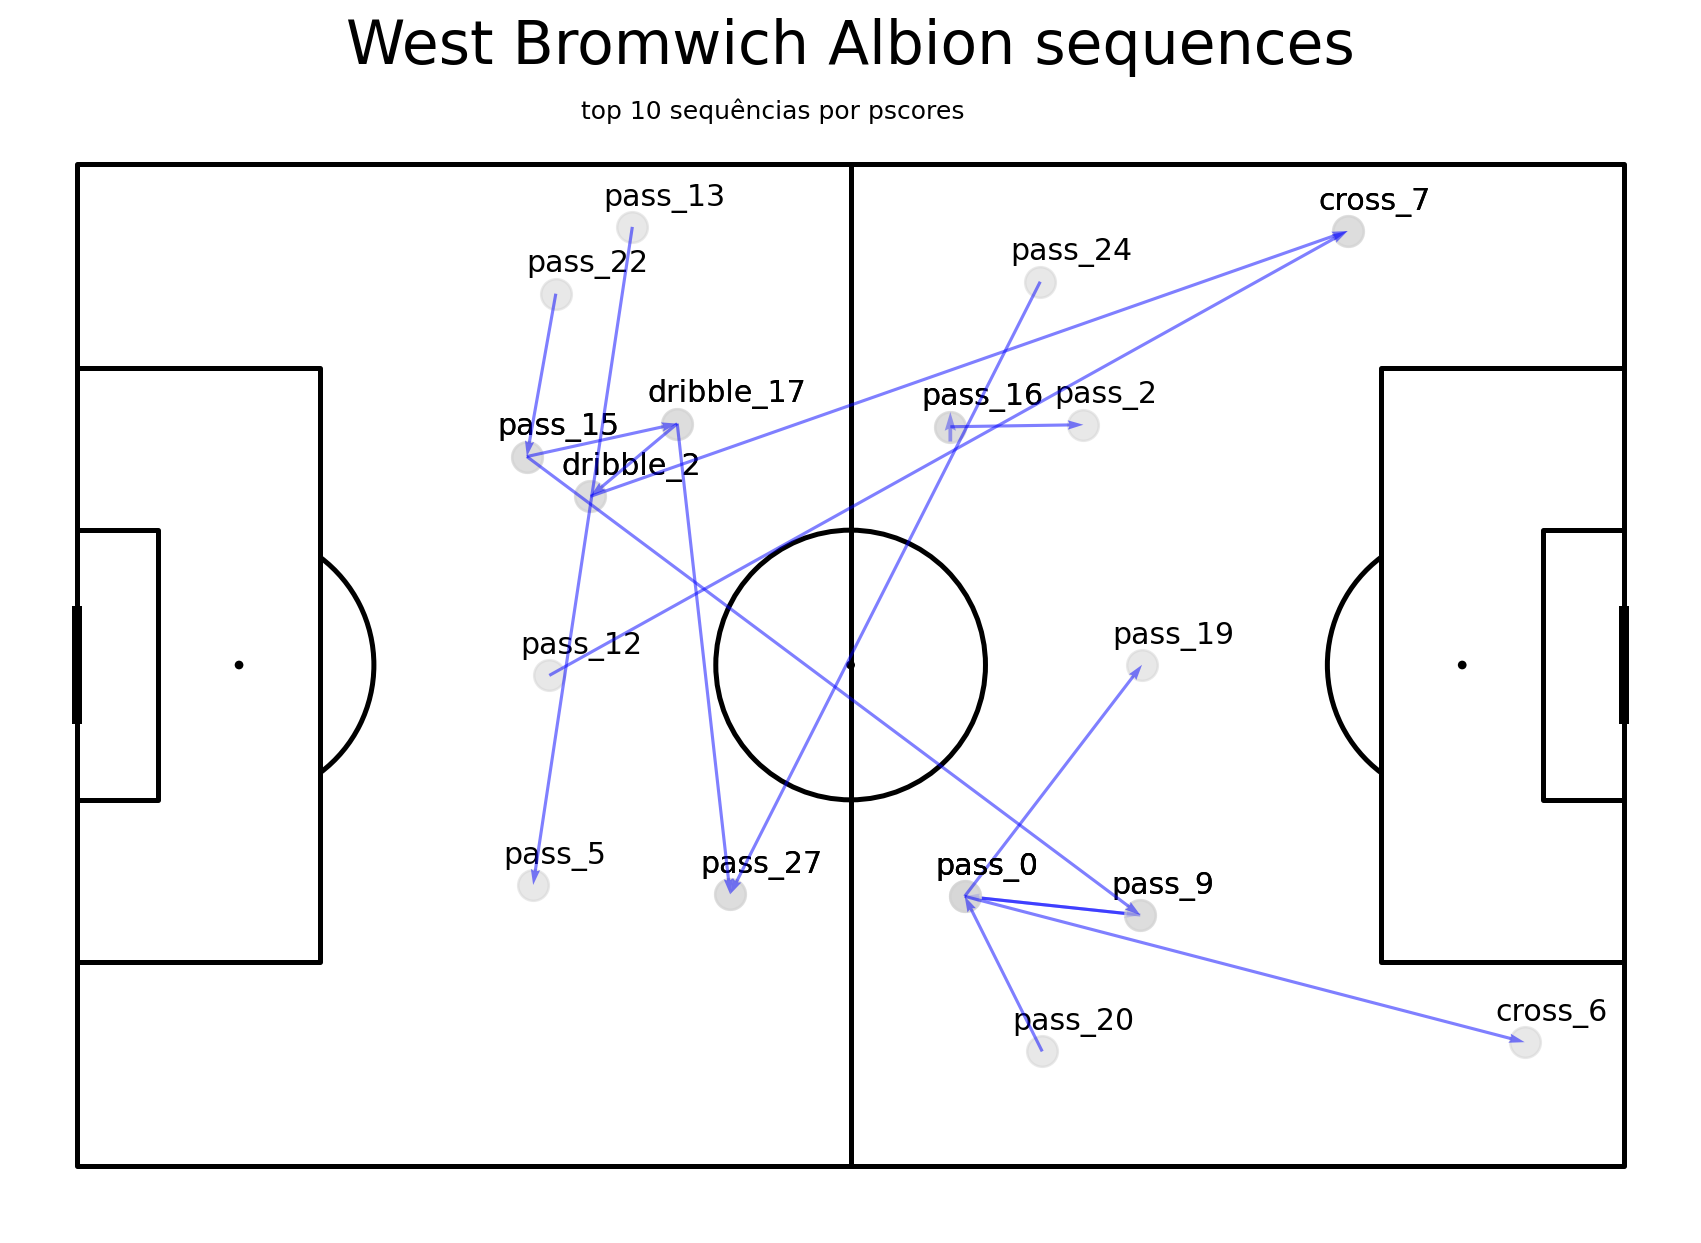 West Bromwich Albion sequences
top 10 sequências por pscores
pass_13
cross_7
pass_24
pass_22
dribble_17
pass_16
pass_2
pass_15
dribble_2
pass_19
pass_12
pass_5
pass_27
pass_0
pass_9
cross_6
pass_20